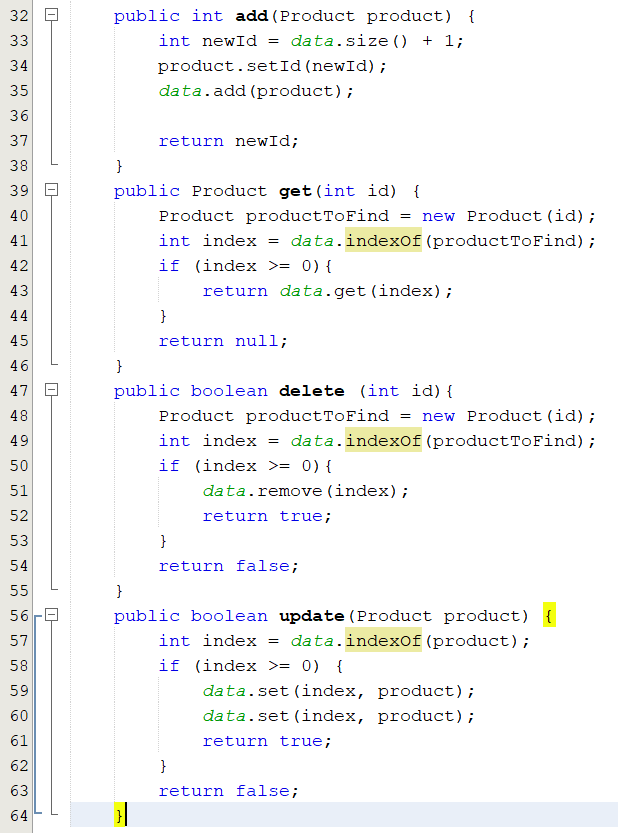 32 public int add(Product product) {
33 int newId = data.size() + 1;
34 product.setId(newId);
35 data.add(product);
36
37 return newId;
38 }
39 public Product get(int id) {
40 Product productToFind = new Product(id);
41 int index = data.indexOf(productToFind);
42 if (index >= 0){
43 return data.get(index);
44 }
45 return null;
46 }
47 public boolean delete (int id){
48 Product productToFind = new Product(id);
49 int index = data.indexOf(productToFind);
50 if (index >= 0){
51 data.remove(index);
52 return true;
53 }
54 return false;
55 }
56 public boolean update(Product product) {
57 int index = data.indexOf(product);
58 if (index >= 0) {
59 data.set(index, product);
60 data.set(index, product);
61 return true;
62 }
63 return false;
64 }